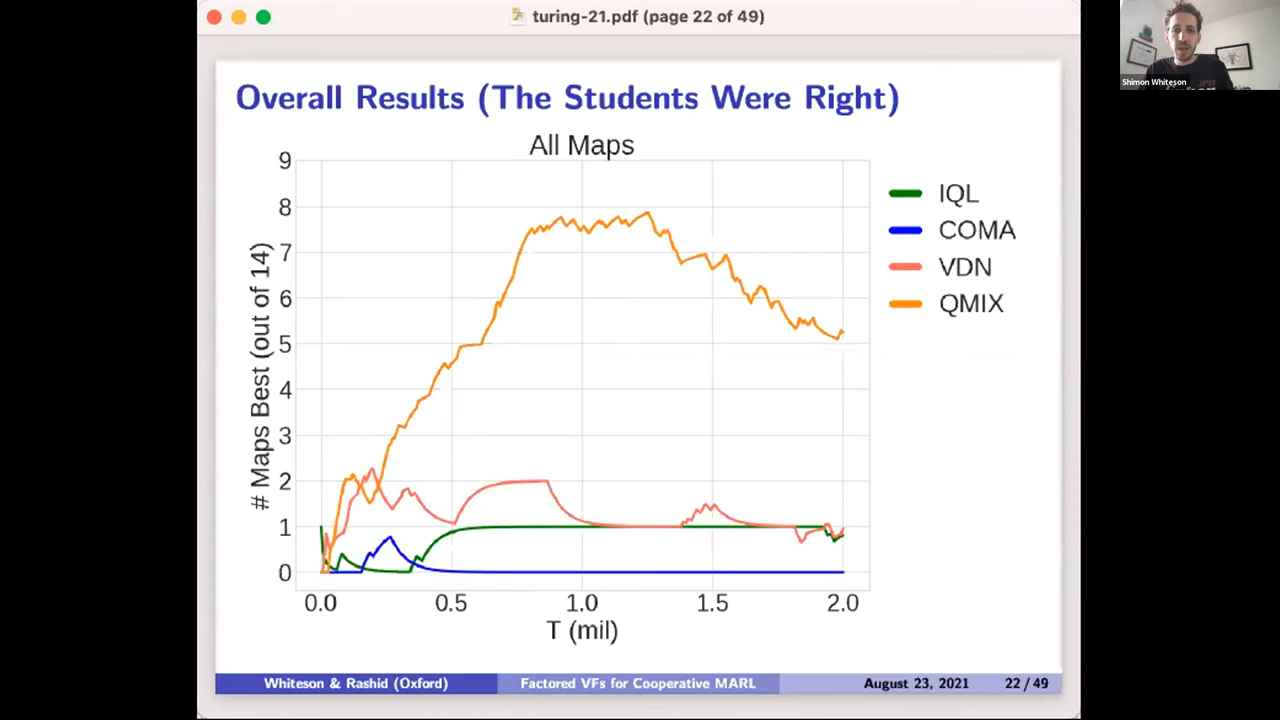 turing-21.pdf (page 22 of 49)
Shimon Whiteson
Overall Results (The Students Were Right)
All Maps
# Maps Best (out of 14)
9
8
7
6
5
4
3
2
1
0
0.0 0.5 1.0 1.5 2.0
T (mil)
IQL
COMA
VDN
QMIX
Whiteson & Rashid (Oxford) Factored VFs for Cooperative MARL August 23, 2021 22 / 49